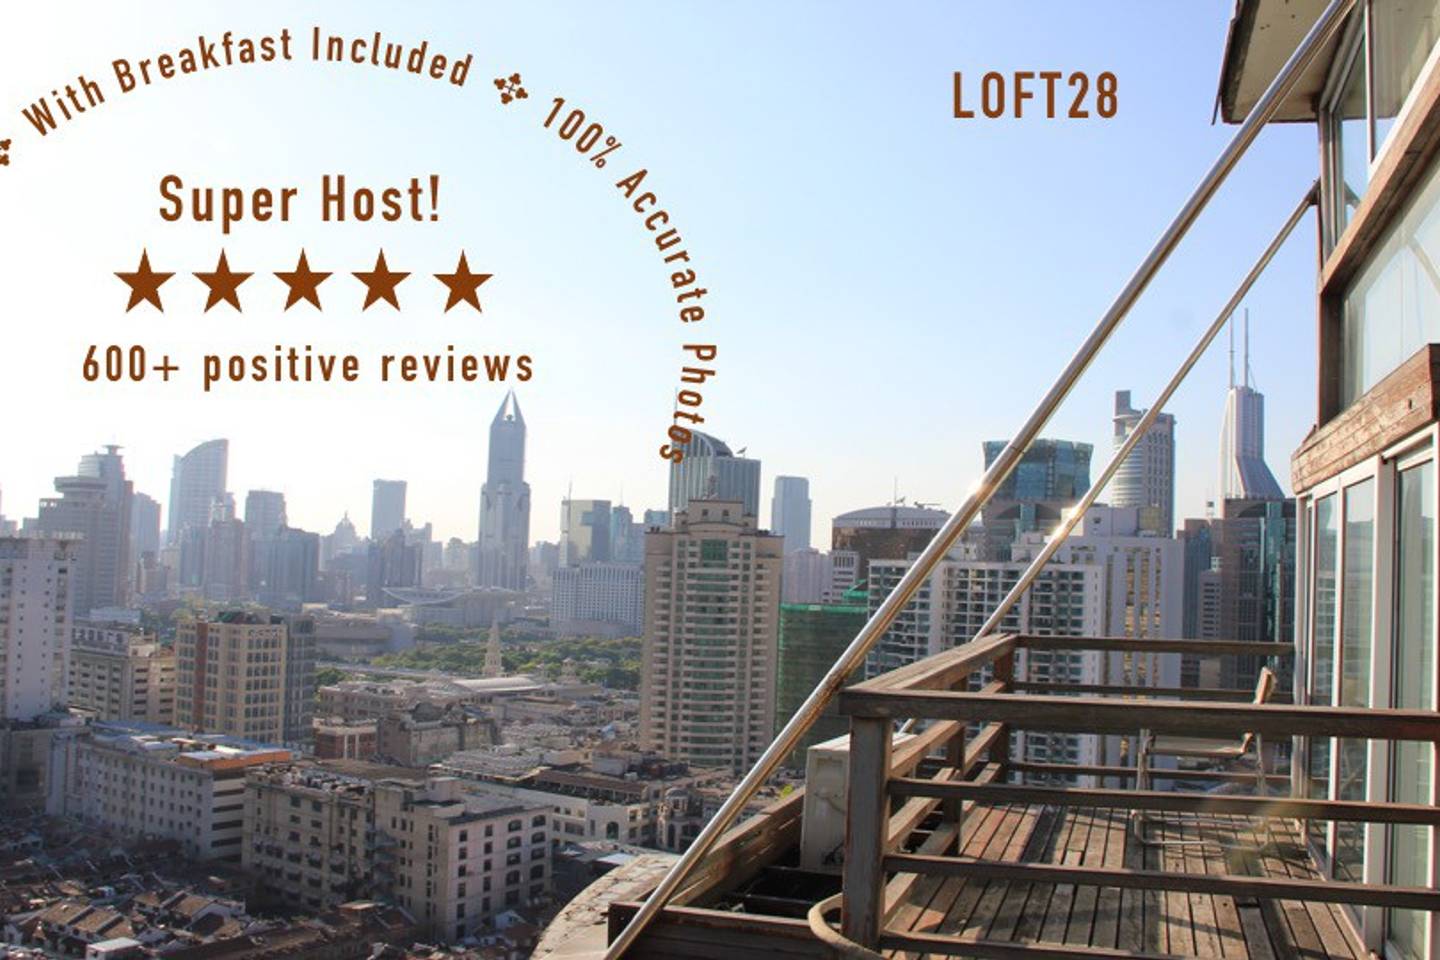 With Breakfast Included
100% Accurate Photos
LOFT28
Super Host!
600+ positive reviews